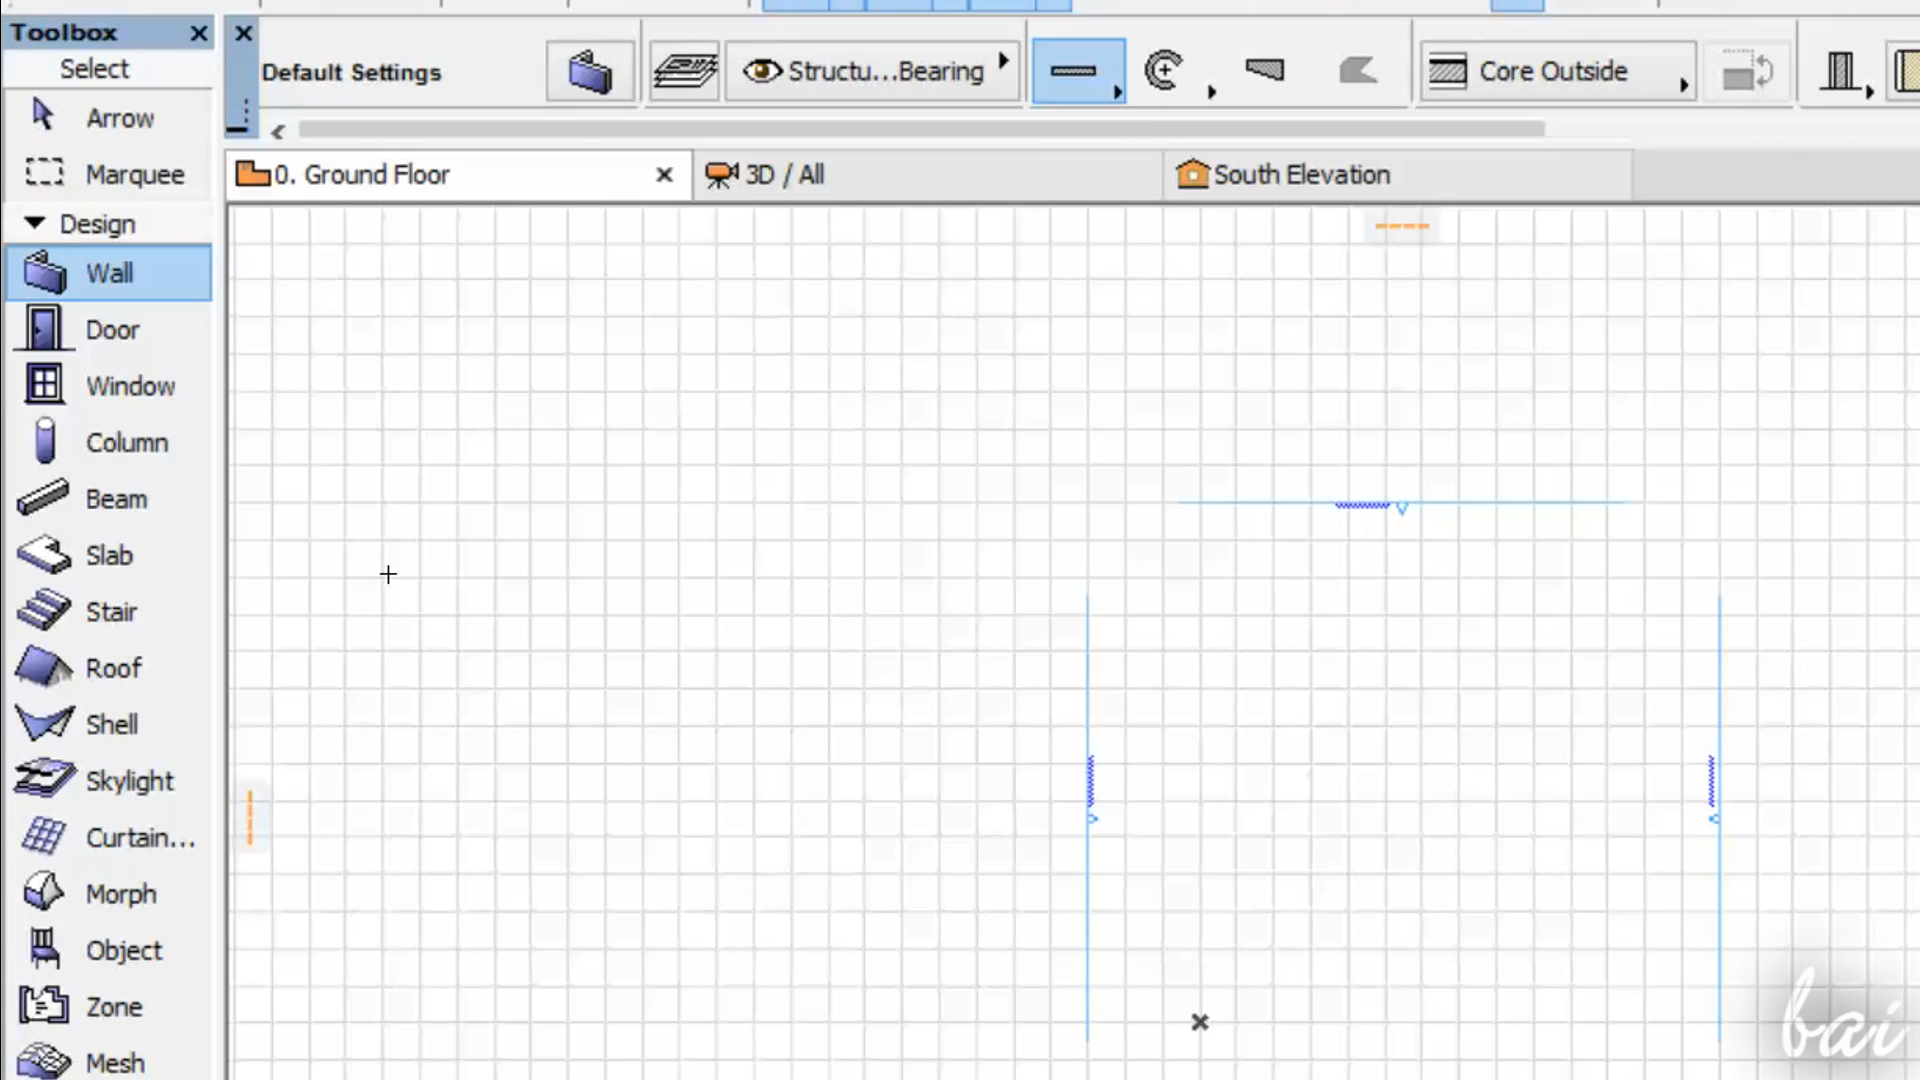 Toolbox
Select
Arrow
Marquee
Design
Wall
Door
Window
Column
Beam
Slab
Stair
Roof
Shell
Skylight
Curtain...
Morph
Object
Zone
Mesh
Default Settings
Structu...Bearing
Core Outside
0. Ground Floor
3D / All
South Elevation
bai